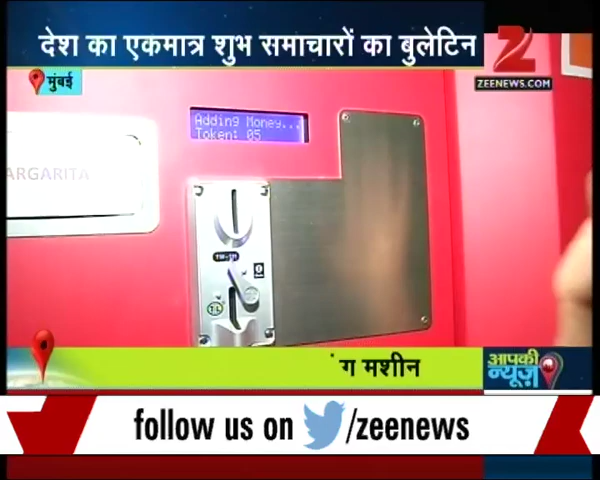 देश का एकमात्र शुभ समाचारों का बुलेटिन
ZEENEWS.COM
मुंबई
Adding Money...
Token: 05
ARGARITA
ग मशीन
आपकी
न्यूज़
follow us on /zeenews